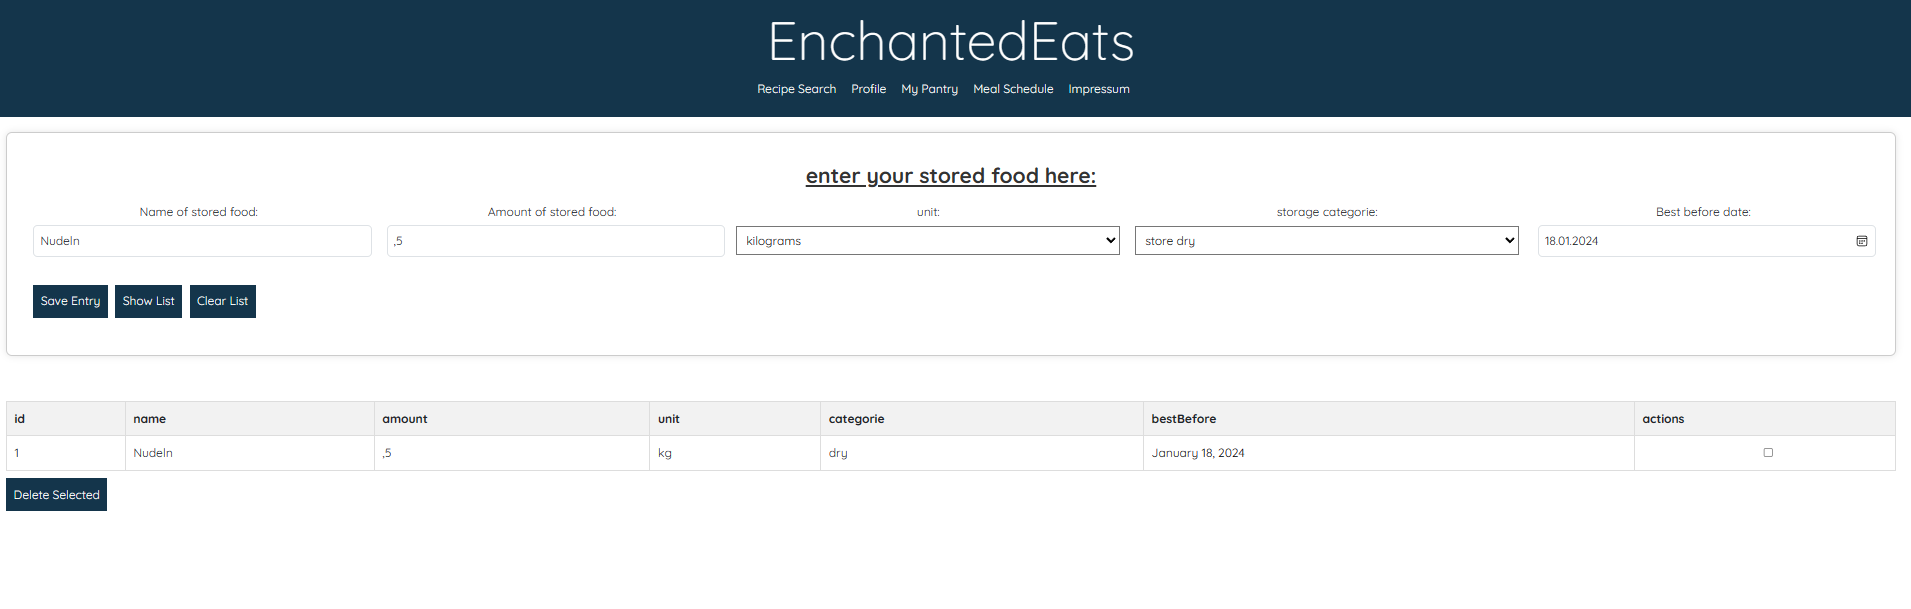 EnchantedEats
Recipe Search Profile My Pantry Meal Schedule Impressum
enter your stored food here:
Name of stored food: Amount of stored food: unit: storage categorie: Best before date:
Nudeln ,5 kilograms store dry 18.01.2024
Save Entry Show List Clear List
id name amount unit categorie bestBefore actions
1 Nudeln ,5 kg dry January 18, 2024
Delete Selected